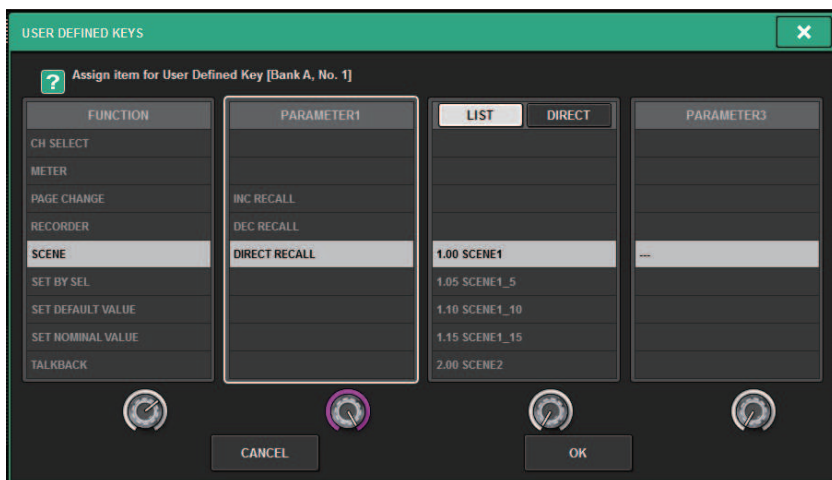 USER DEFINED KEYS
×
? Assign item for User Defined Key [Bank A, No. 1]
FUNCTION PARAMETER1 LIST DIRECT PARAMETER3
CH SELECT
METER
PAGE CHANGE INC RECALL
RECORDER DEC RECALL
SCENE DIRECT RECALL 1.00 SCENE1 ---
SET BY SEL 1.05 SCENE1_5
SET DEFAULT VALUE 1.10 SCENE1_10
SET NOMINAL VALUE 1.15 SCENE1_15
TALKBACK 2.00 SCENE2
CANCEL OK